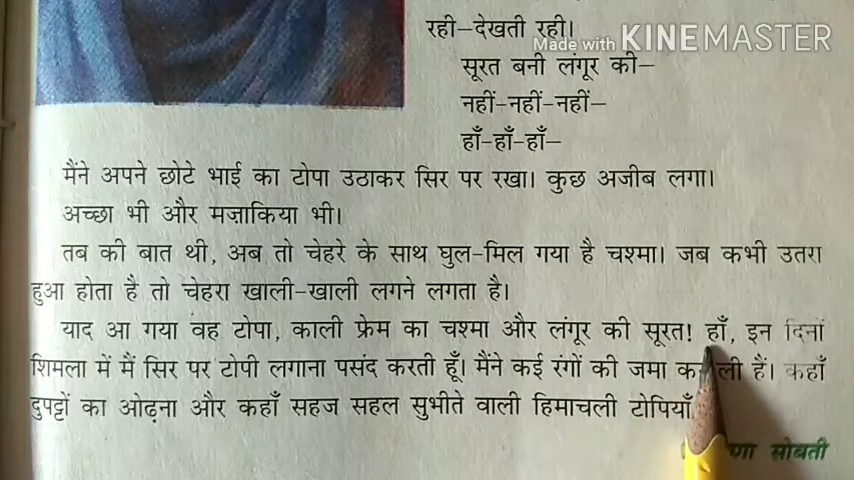 रही–देखती रही।
Made with KINEMASTER
सूरत बनी लंगूर की–
नहीं-नहीं-नहीं–
हाँ-हाँ-हाँ–
मैंने अपने छोटे भाई का टोपा उठाकर सिर पर रखा। कुछ अजीब लगा।
अच्छा भी और मज़ाकिया भी।
तब की बात थी, अब तो चेहरे के साथ घुल-मिल गया है चश्मा। जब कभी उतरा
हुआ होता है तो चेहरा खाली-खाली लगने लगता है।
याद आ गया वह टोपा, काली फ्रेम का चश्मा और लंगूर की सूरत! हाँ, इन दिनों
शिमला में मैं सिर पर टोपी लगाना पसंद करती हूँ। मैंने कई रंगों की जमा ली हैं। कहाँ
दुपट्टों का ओढ़ना और कहाँ सहज सहल सुभीते वाली हिमाचली टोपियाँ
सोबती